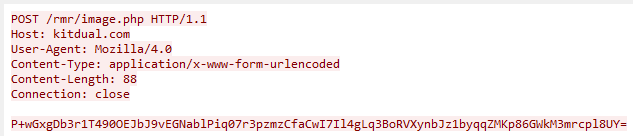 POST /rmr/image.php HTTP/1.1
Host: kitdual.com
User-Agent: Mozilla/4.0
Content-Type: application/x-www-form-urlencoded
Content-Length: 88
Connection: close
P+wGxgDb3r1T490OEJbJ9vEGNablPiq07r3pzmzCfaCwI7Il4gLq3BoRVXynbJz1byqqZMKp86GWkM3mrcpl8UY=